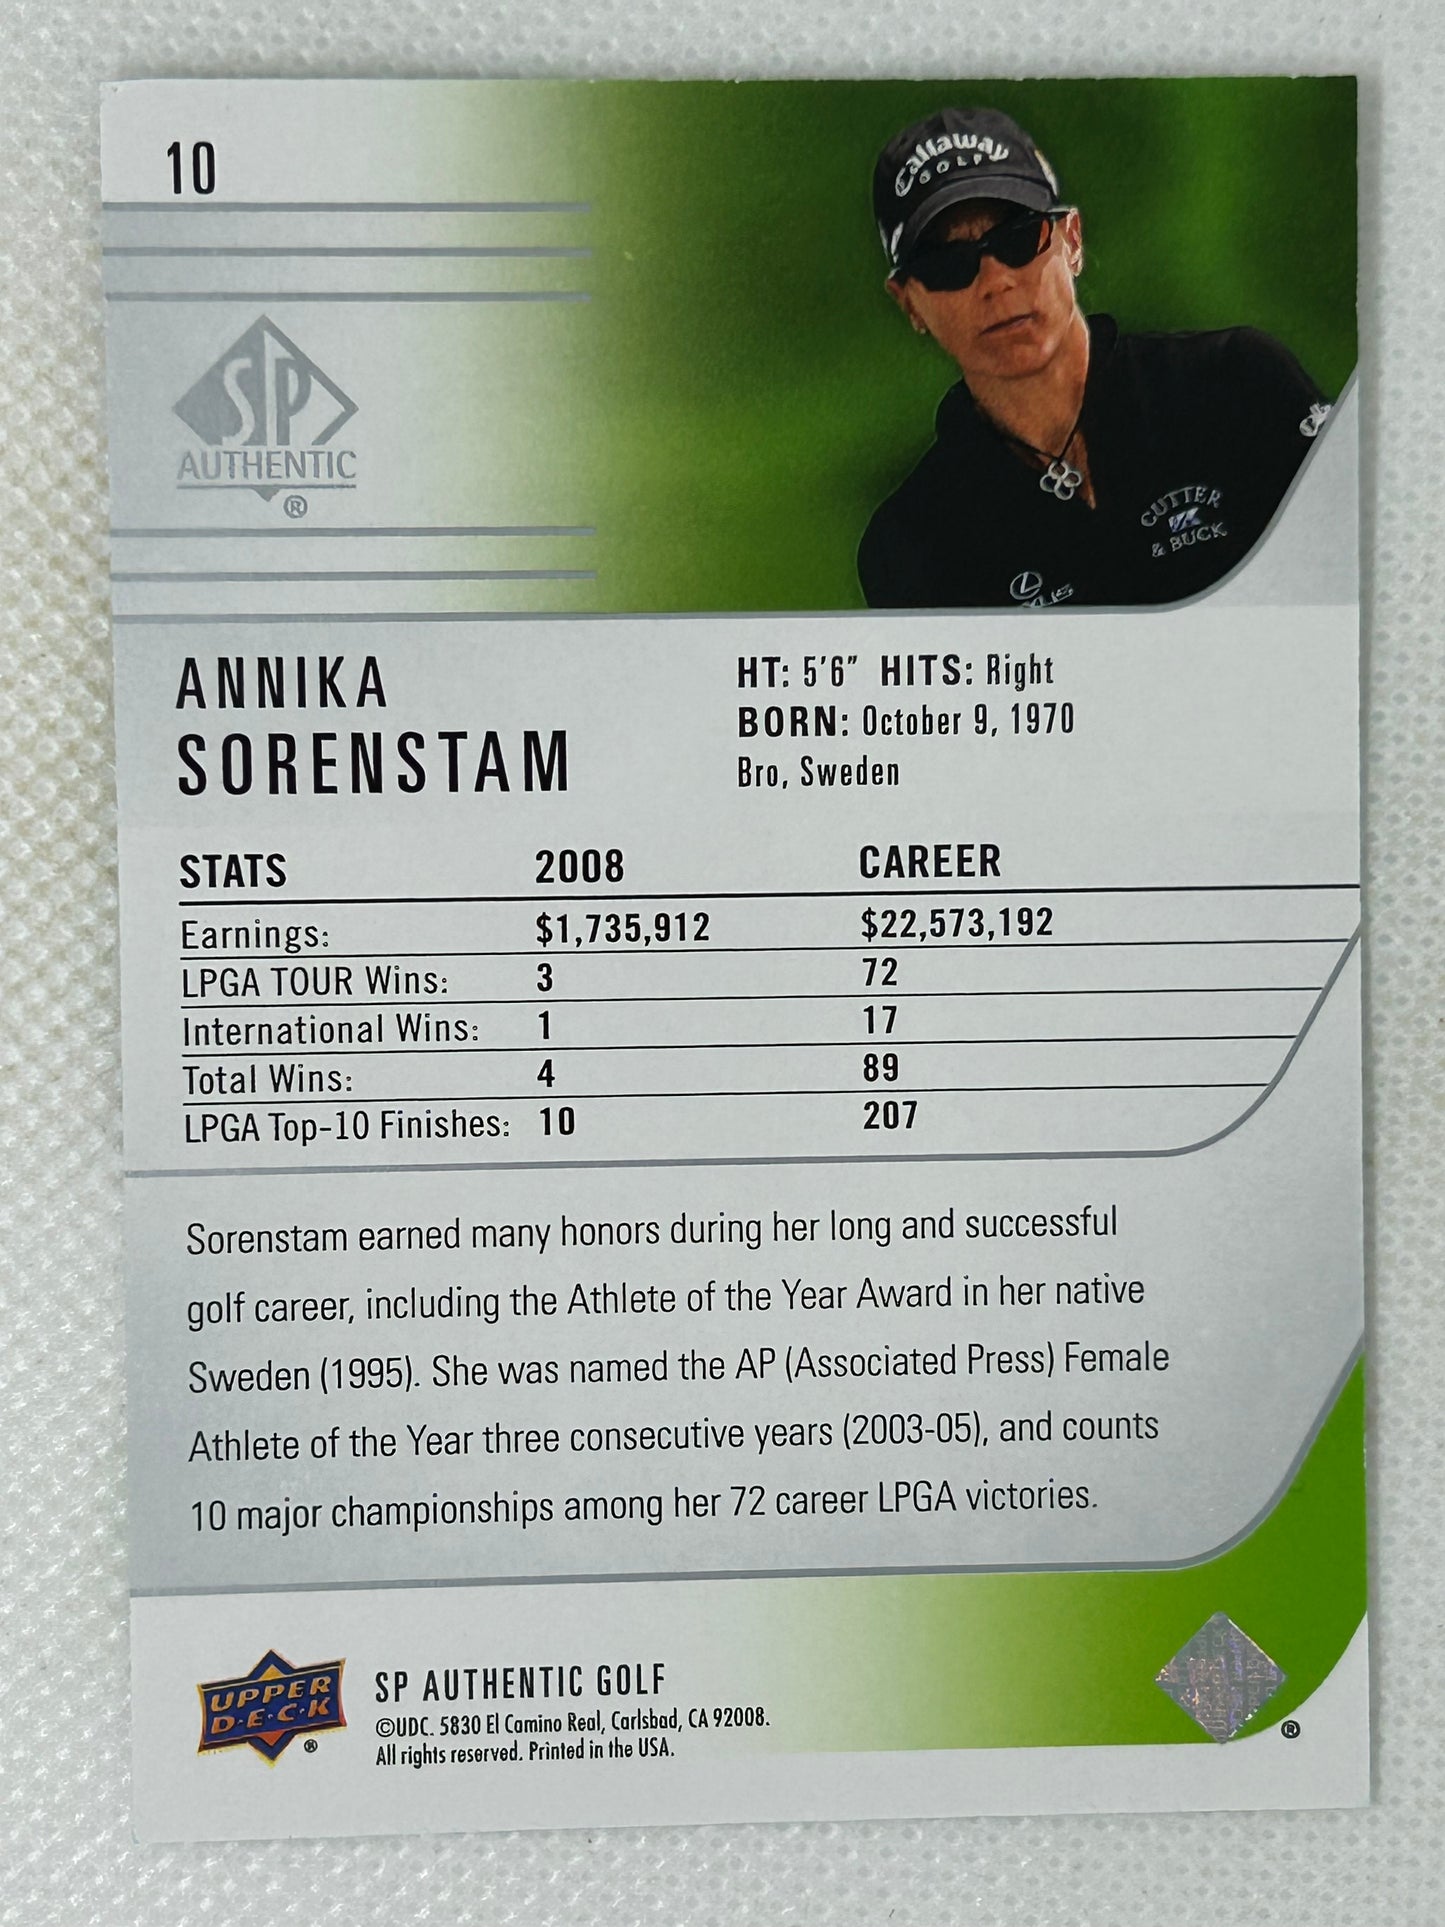 10
Callaway
GOLF
SP
AUTHENTIC
®
CUTTER
& BUCK
ANNIKA
SORENSTAM
HT: 5'6" HITS: Right
BORN: October 9, 1970
Bro, Sweden
STATS 2008 CAREER
Earnings: $1,735,912 $22,573,192
LPGA TOUR Wins: 3 72
International Wins: 1 17
Total Wins: 4 89
LPGA Top-10 Finishes: 10 207
Sorenstam earned many honors during her long and successful
golf career, including the Athlete of the Year Award in her native
Sweden (1995). She was named the AP (Associated Press) Female
Athlete of the Year three consecutive years (2003-05), and counts
10 major championships among her 72 career LPGA victories.
UPPER
D·E·C·K
®
SP AUTHENTIC GOLF
©UDC. 5830 El Camino Real, Carlsbad, CA 92008.
All rights reserved. Printed in the USA.
®